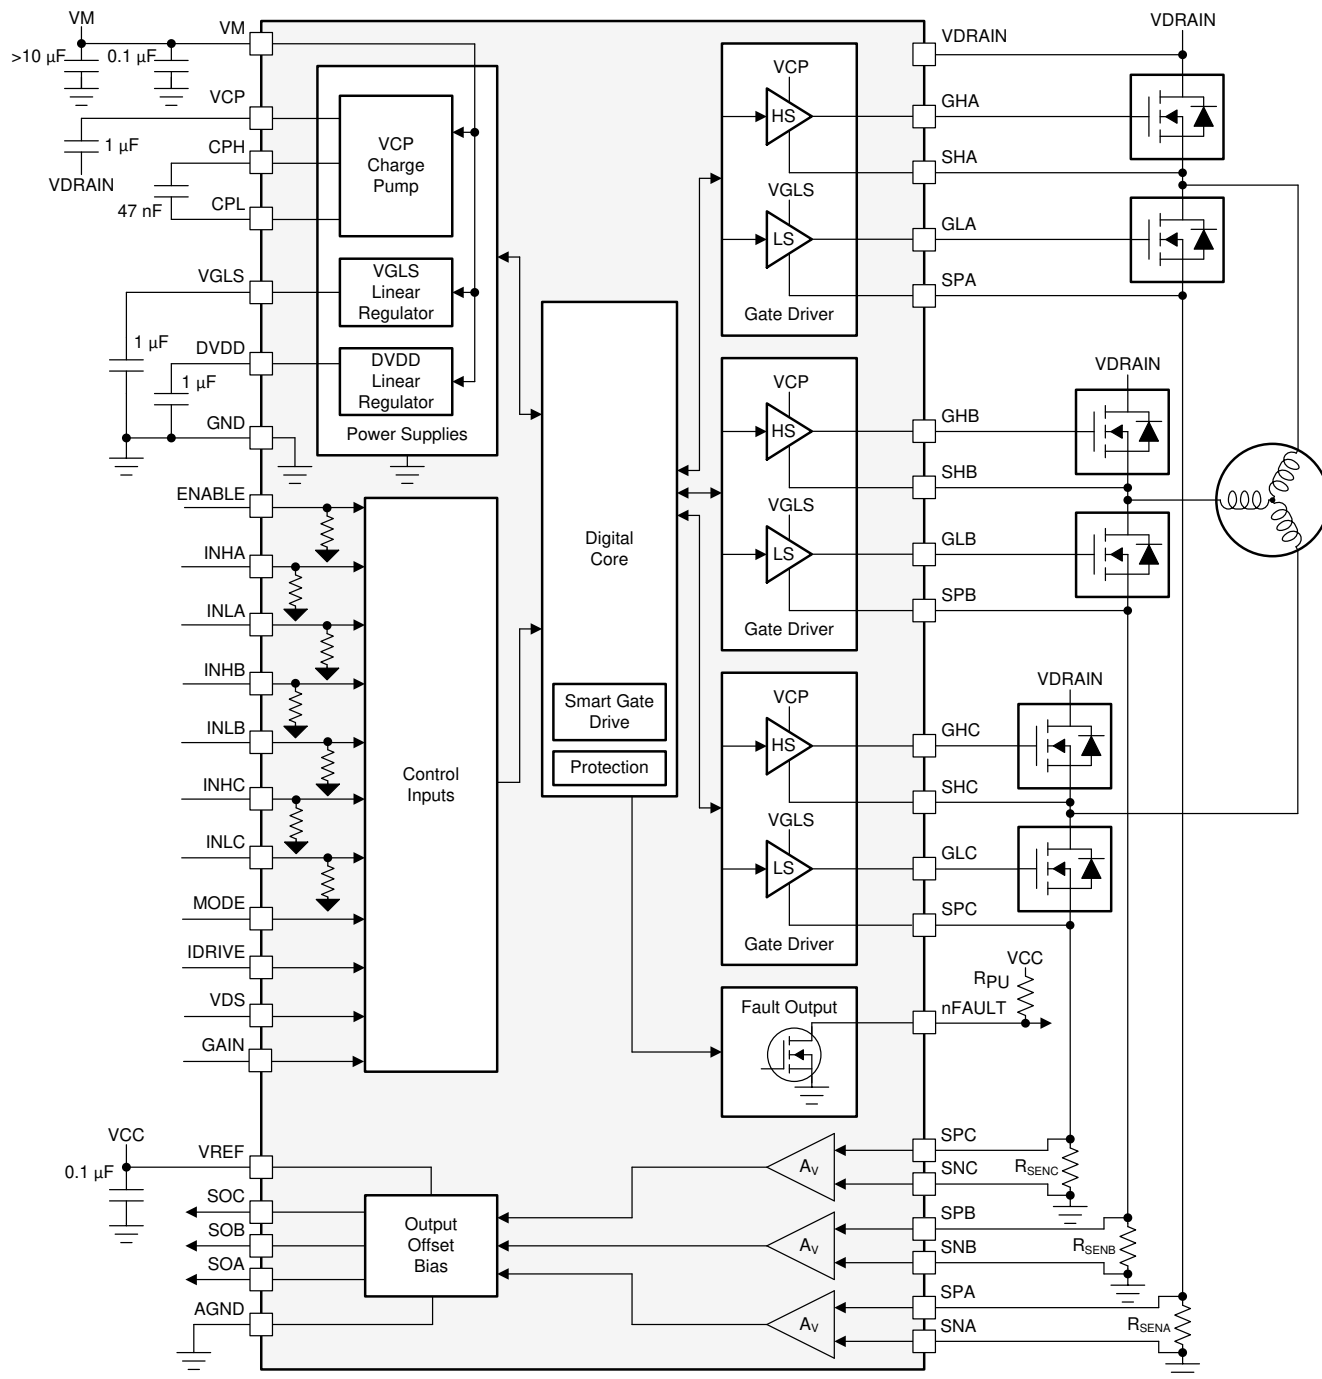 VM
>10 µF
0.1 µF
VM
VCP
1 µF
VDRAIN
CPH
47 nF
CPL
VGLS
1 µF
DVDD
1 µF
GND
VCP
Charge
Pump
VGLS
Linear
Regulator
DVDD
Linear
Regulator
Power Supplies
ENABLE
INHA
INLA
INHB
INLB
INHC
INLC
MODE
IDRIVE
VDS
GAIN
Control
Inputs
Digital
Core
Smart Gate
Drive
Protection
VCP
HS
VGLS
LS
Gate Driver
VCP
HS
VGLS
LS
Gate Driver
VCP
HS
VGLS
LS
Gate Driver
Fault Output
VDRAIN
GHA
SHA
GLA
SPA
VDRAIN
GHB
SHB
GLB
SPB
VDRAIN
GHC
SHC
GLC
SPC
VDRAIN
VCC
RPU
nFAULT
VCC
0.1 µF
VREF
SOC
SOB
SOA
AGND
Output
Offset
Bias
AV
AV
AV
SPC
SNC
RSENC
SPB
SNB
RSENB
SPA
SNA
RSENA